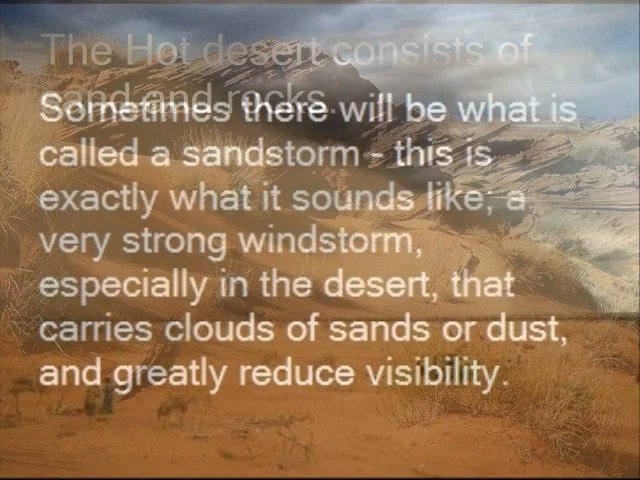 The Hot desert consists of
sand and rocks.
Sometimes there will be what is
called a sandstorm - this is
exactly what it sounds like; a
very strong windstorm,
especially in the desert, that
carries clouds of sands or dust,
and greatly reduce visibility.